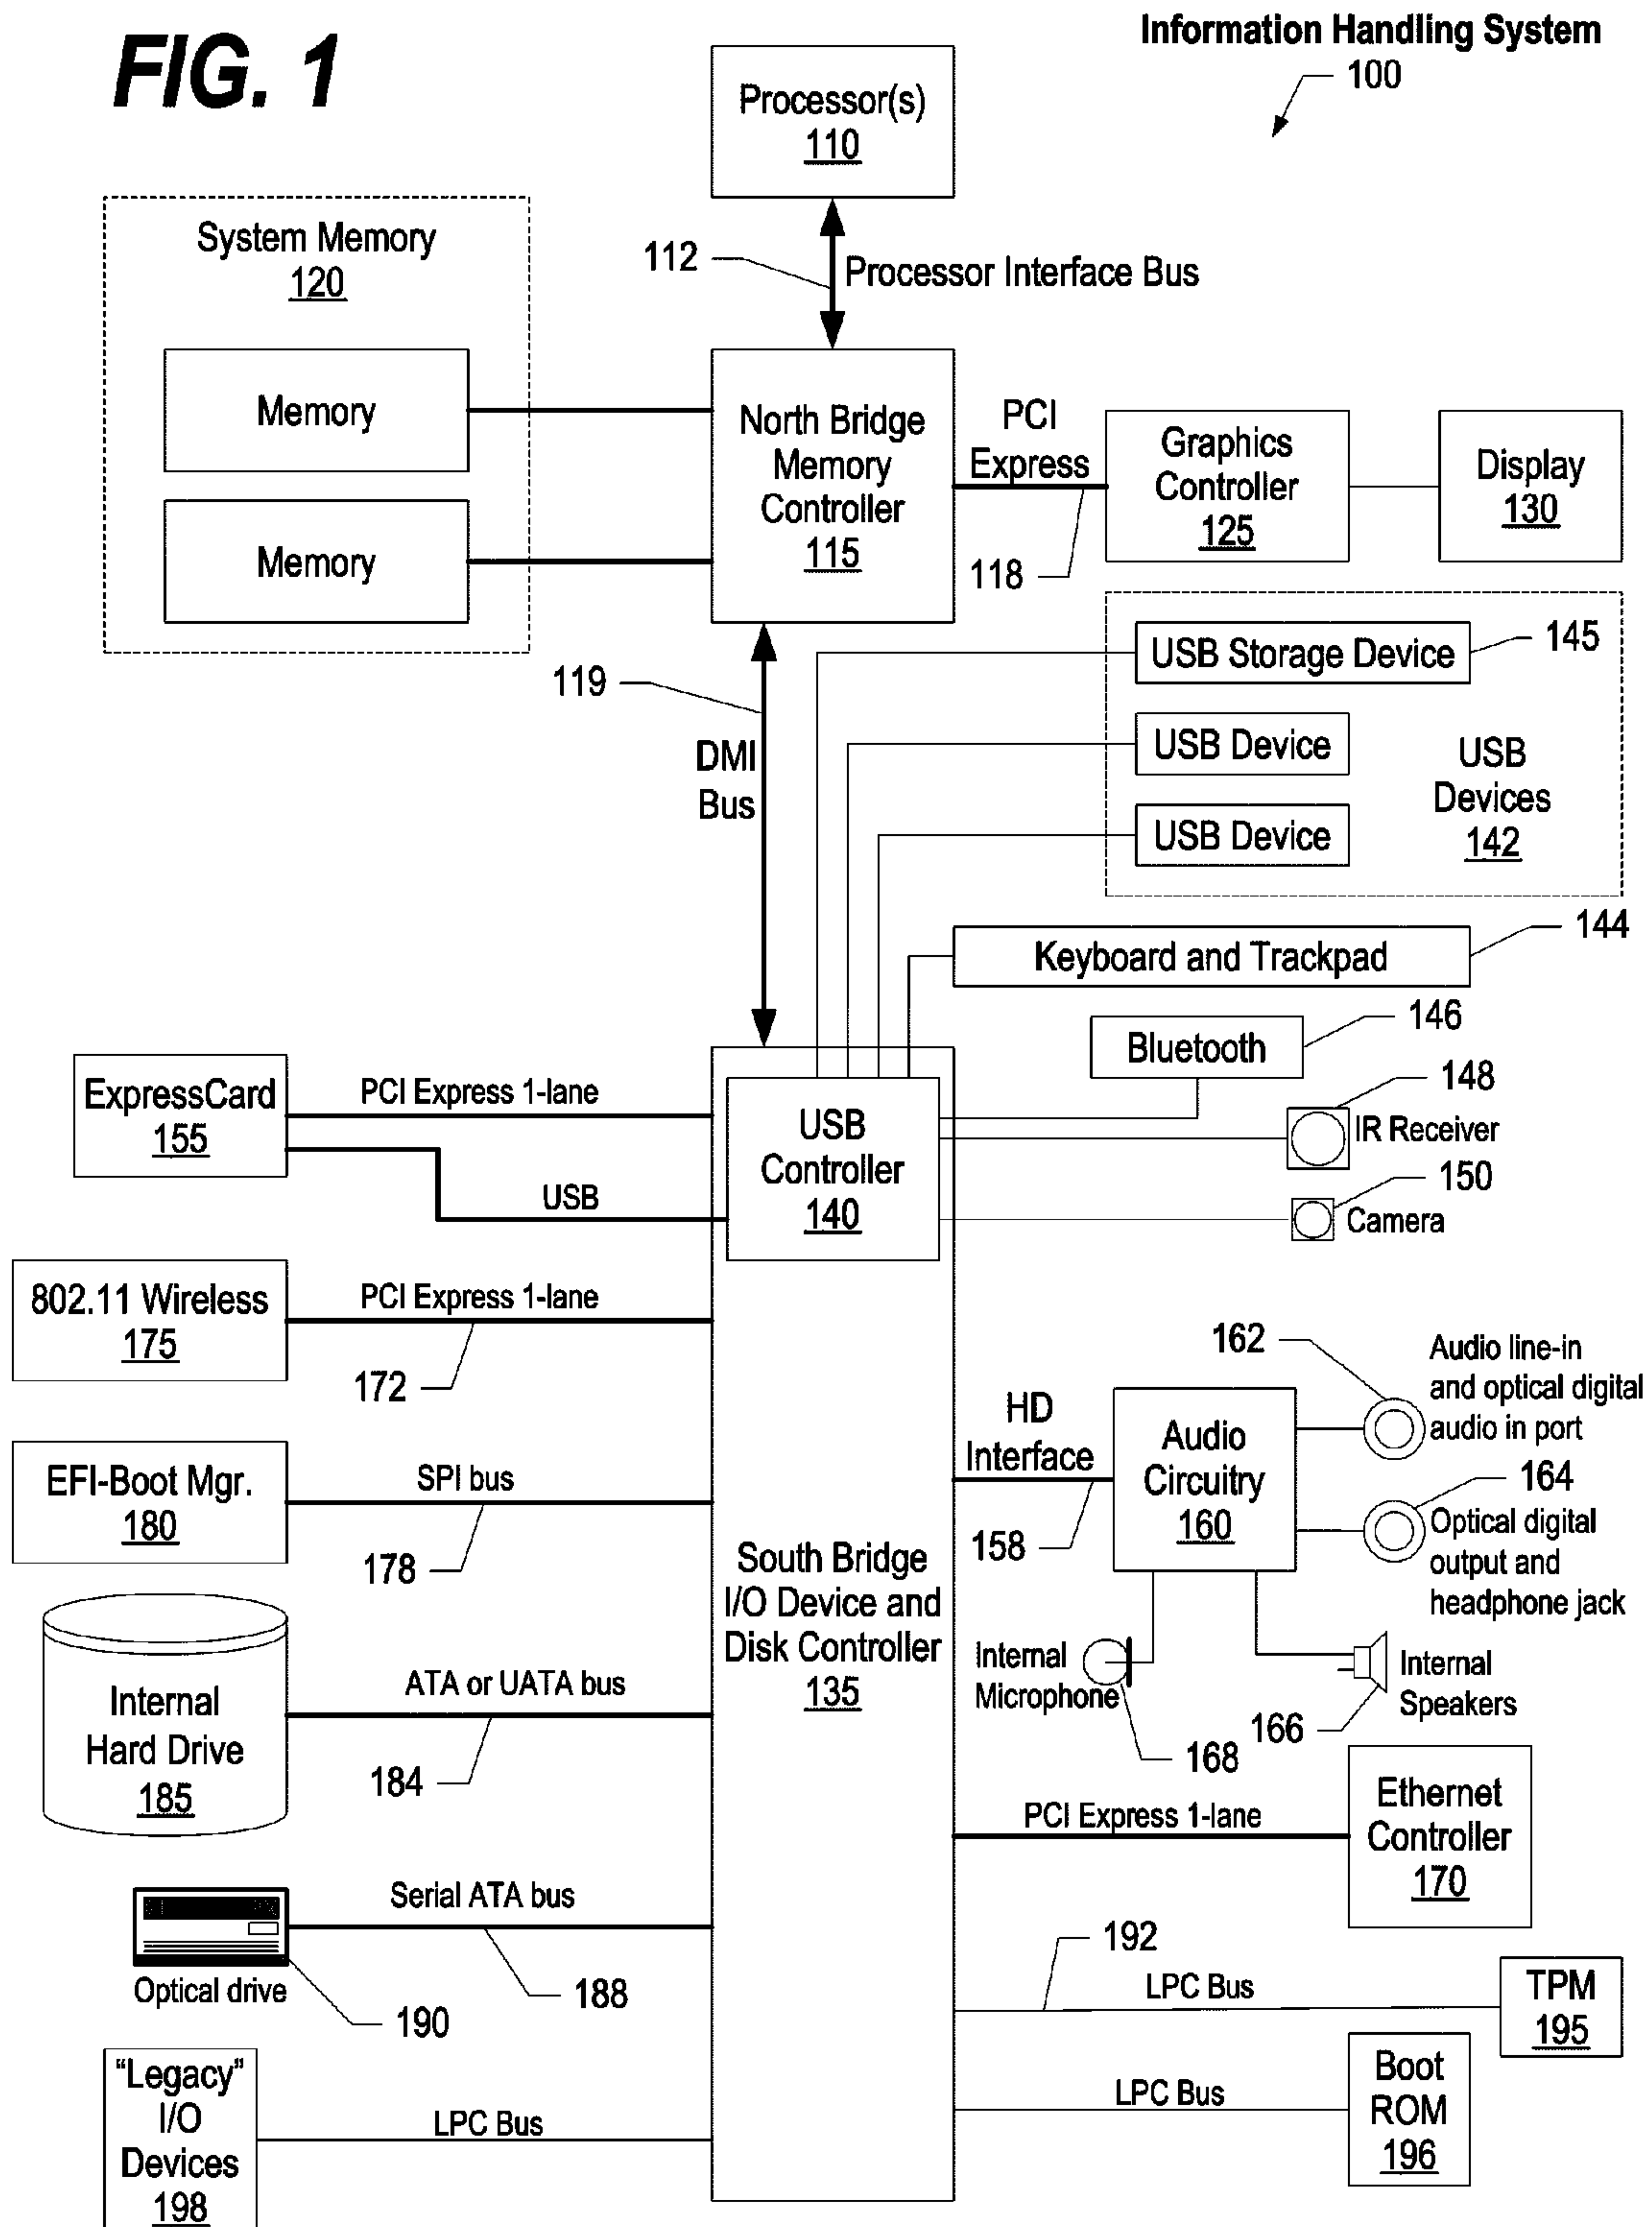 FIG. 1
Information Handling System
100
Processor(s)
110
System Memory
120
112
Processor Interface Bus
Memory
Memory
North Bridge
Memory
Controller
115
PCI
Express
118
Graphics
Controller
125
Display
130
119
DMI
Bus
USB Storage Device
145
USB Device
USB Device
USB
Devices
142
Keyboard and Trackpad
144
Bluetooth
146
148
IR Receiver
150
Camera
ExpressCard
155
PCI Express 1-lane
USB
USB
Controller
140
802.11 Wireless
175
PCI Express 1-lane
172
EFI-Boot Mgr.
180
SPI bus
178
South Bridge
I/O Device and
Disk Controller
135
HD
Interface
158
Audio
Circuitry
160
162
Audio line-in
and optical digital
audio in port
164
Optical digital
output and
headphone jack
Internal
Microphone
168
166
Internal
Speakers
Internal
Hard Drive
185
ATA or UATA bus
184
PCI Express 1-lane
Ethernet
Controller
170
Serial ATA bus
188
Optical drive
190
192
LPC Bus
TPM
195
"Legacy"
I/O
Devices
198
LPC Bus
LPC Bus
Boot
ROM
196